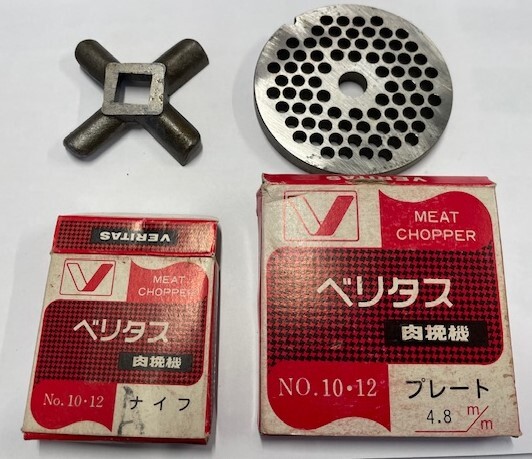 VERITAS
MEAT
CHOPPER
ベリタス
肉挽機
No. 10・12 ナイフ
MEAT
CHOPPER
ベリタス
肉挽機
NO. 10・12 プレート
4.8 m/m